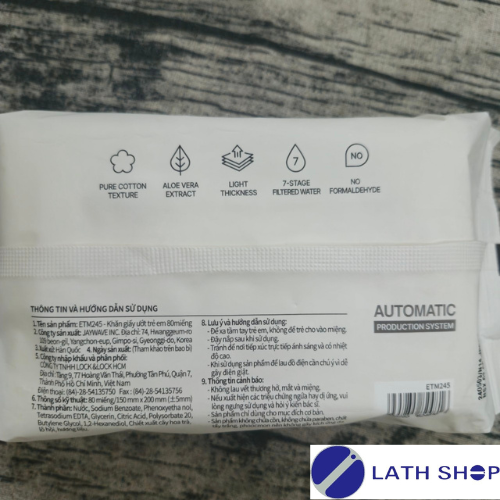 NO
7
PURE COTTON
TEXTURE
ALOE VERA
EXTRACT
LIGHT
THICKNESS
7-STAGE
FILTERED WATER
NO
FORMALDEHYDE
THÔNG TIN VÀ HƯỚNG DẪN SỬ DỤNG
1. Tên sản phẩm: ETM245 - Khăn giấy ướt trẻ em 80miếng
2. Công ty sản xuất: JAYWAVE INC. Địa chỉ: 74, Hwanggeum-ro
109beon-gil, Yangchon-eup, Gimpo-si, Gyeonggi-do, Korea
3. Xuất xứ: Hàn Quốc 4. Ngày sản xuất: (Tham khảo trên bao bì)
5. Công ty nhập khẩu và phân phối:
CÔNG TY TNHH LOCK &LOCK HCM
Địa chỉ: Tầng 9, 77 Hoàng Văn Thái, Phường Tân Phú, Quận 7,
Thành Phố Hồ Chí Minh, Việt Nam
Điện thoại: (84)-28-54135750 Fax : (84)-28-54135756
6. Thông số kỹ thuật: 80 miếng/150 mm x 200 mm (±5mm)
7. Thành phần: Nước, Sodium Benzoate, Phenoxyetha nol,
Tetrasodium EDTA, Glycerin, Citric Acid, Polysorbate 20,
Butylene Glycol, 1,2-Hexanediol, Chiết xuất cây hoa trà,
8. Lưu ý và hướng dẫn sử dụng:
- Để xa tầm tay trẻ em, không để trẻ cho vào miệng.
- Đậy nắp sau khi sử dụng.
- Tránh để nơi tiếp xúc trực tiếp ánh sáng và có nhiệt
độ cao.
- Khi sử dụng sản phẩm để lau đồ điện cần chú ý vì dễ
gây điện giật.
9. Thông tin cảnh báo:
- Không lau vết thương hở, mắt và miệng.
- Nếu xuất hiện các triệu chứng ngứa hay dị ứng, vui
lòng ngưng sử dụng và hỏi ý kiến bác sĩ.
- Sản phẩm chỉ dùng cho mục đích cơ bản.
AUTOMATIC
PRODUCTION SYSTEM
ETM245
LATH SHOP